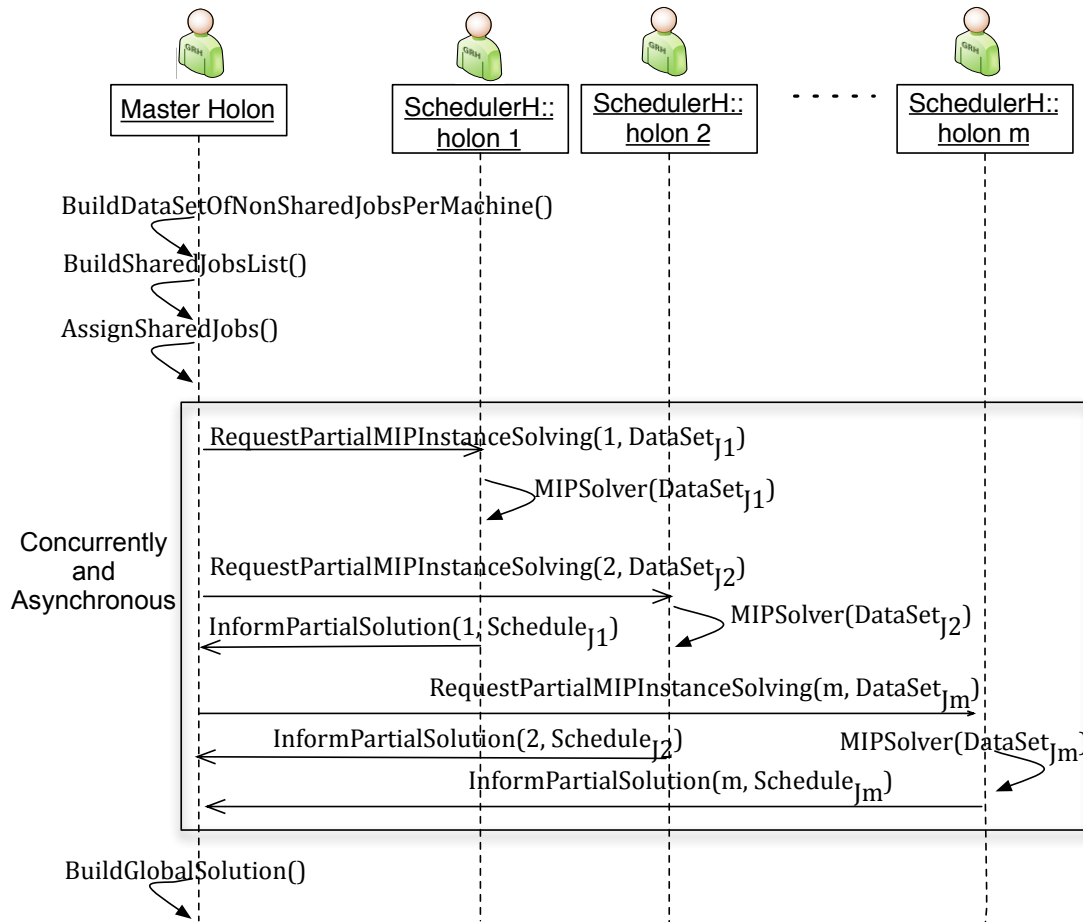 GRH
GRH
GRH
GRH
Master Holon
SchedulerH::
holon 1
SchedulerH::
holon 2
. . . . .
SchedulerH::
holon m
BuildDataSetOfNonSharedJobsPerMachine()
BuildSharedJobsList()
AssignSharedJobs()
Concurrently
and
Asynchronous
RequestPartialMIPInstanceSolving(1, DataSetJ1)
MIPSolver(DataSetJ1)
RequestPartialMIPInstanceSolving(2, DataSetJ2)
MIPSolver(DataSetJ2)
InformPartialSolution(1, ScheduleJ1)
RequestPartialMIPInstanceSolving(m, DataSetJm)
InformPartialSolution(2, ScheduleJ2)
MIPSolver(DataSetJm)
InformPartialSolution(m, ScheduleJm)
BuildGlobalSolution()